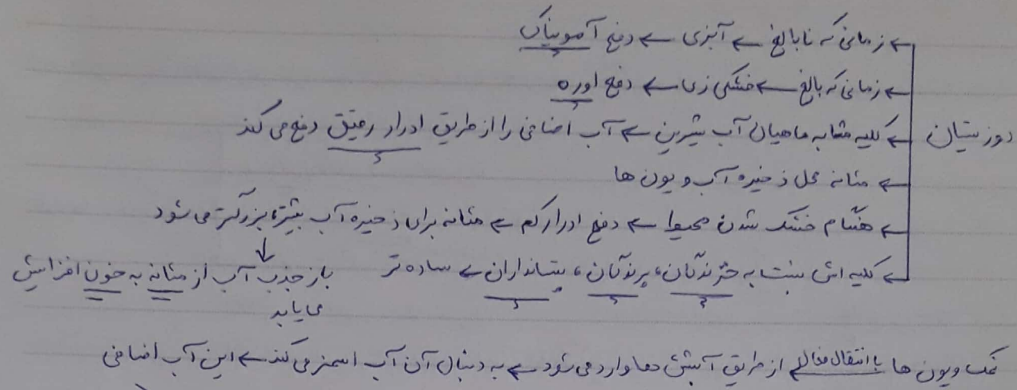 ← زمانی که نابالغ ← آبزی ← دفع آمونیاک
← زمانی که بالغ ← خشکی زی ← دفع اوره
دوزیستان ← کلیه مشابه ماهیان آب شیرین ← آب اضافی را از طریق ادرار رقیق دفع می کند
← مثانه محل ذخیره آب و یون ها
← هنگام خشک شدن محیط ← دفع ادرار کم ← مثانه برای ذخیره آب بیشتر، بزرگتر می شود
↓
← کلیه اش نسبت به خزندگان، پرندگان، پستانداران ← ساده تر
باز جذب آب از مثانه به خون افزایش
می یابد
نمک و یون ها با انتقال فعال از طریق آبشش ها وارد می شود ← به دنبال آن آب اسمز می کند ← این آب اضافی